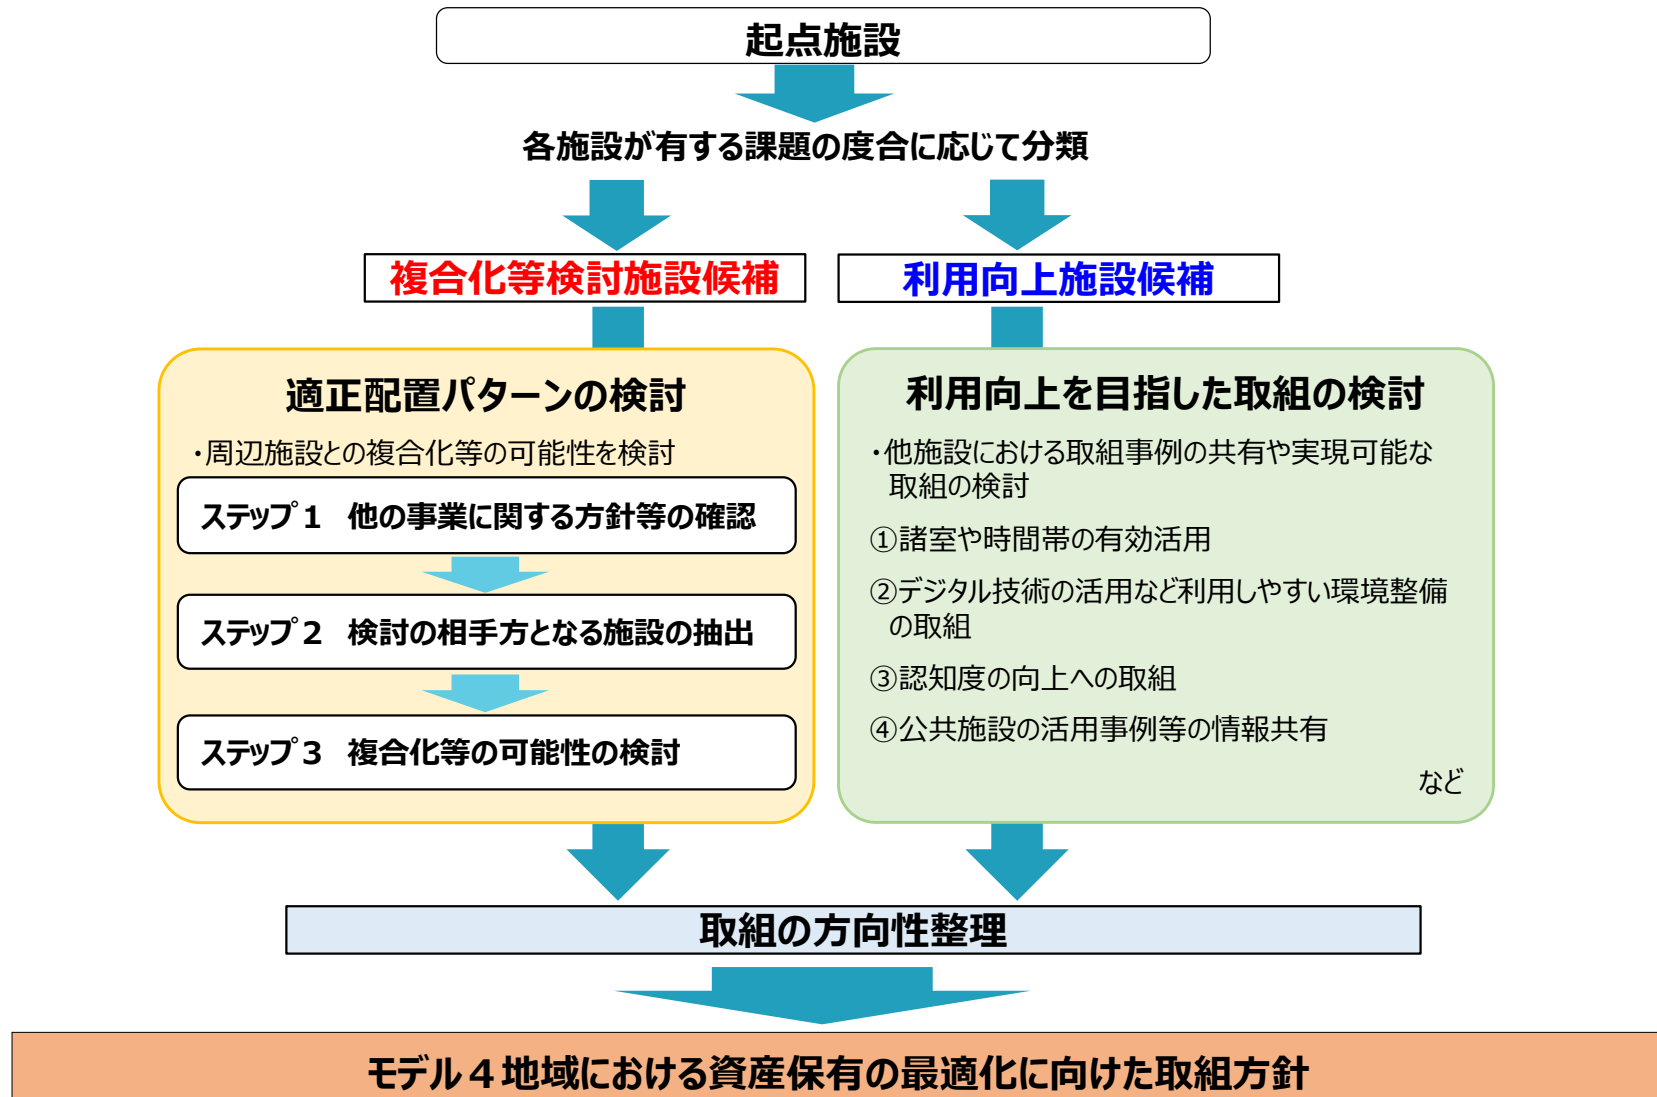 起点施設
各施設が有する課題の度合に応じて分類
複合化等検討施設候補
利用向上施設候補
適正配置パターンの検討
・周辺施設との複合化等の可能性を検討
ステップ１　他の事業に関する方針等の確認
ステップ２　検討の相手方となる施設の抽出
ステップ３　複合化等の可能性の検討
利用向上を目指した取組の検討
・他施設における取組事例の共有や実現可能な
取組の検討
①諸室や時間帯の有効活用
②デジタル技術の活用など利用しやすい環境整備
の取組
③認知度の向上への取組
④公共施設の活用事例等の情報共有
など
取組の方向性整理
モデル４地域における資産保有の最適化に向けた取組方針